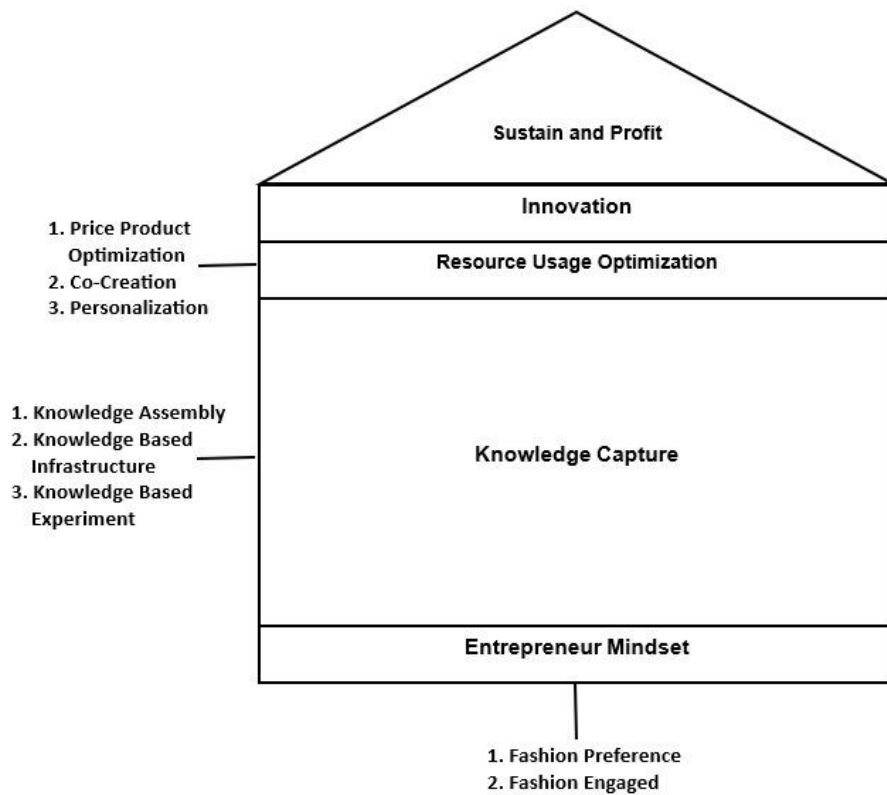 Sustain and Profit
Innovation
1. Price Product
Optimization
2. Co-Creation
3. Personalization
Resource Usage Optimization
1. Knowledge Assembly
2. Knowledge Based
Infrastructure
3. Knowledge Based
Experiment
Knowledge Capture
Entrepreneur Mindset
1. Fashion Preference
2. Fashion Engaged